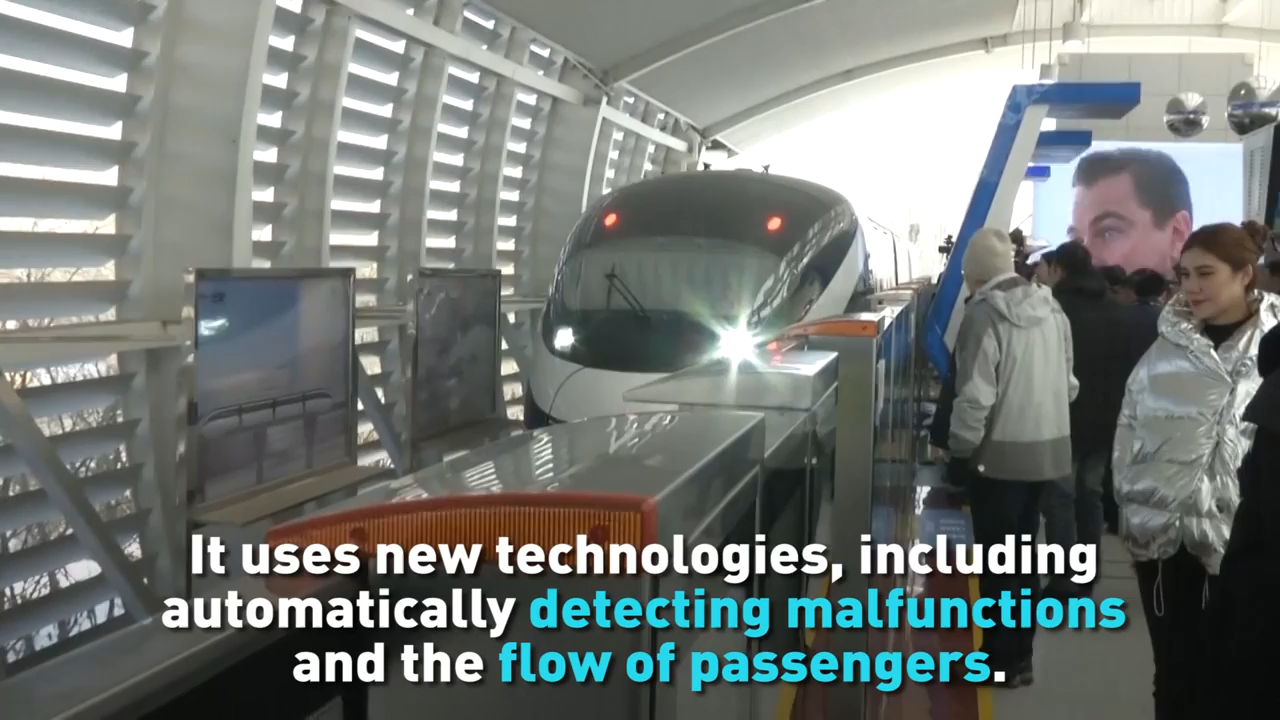 It uses new technologies, including
automatically detecting malfunctions
and the flow of passengers.